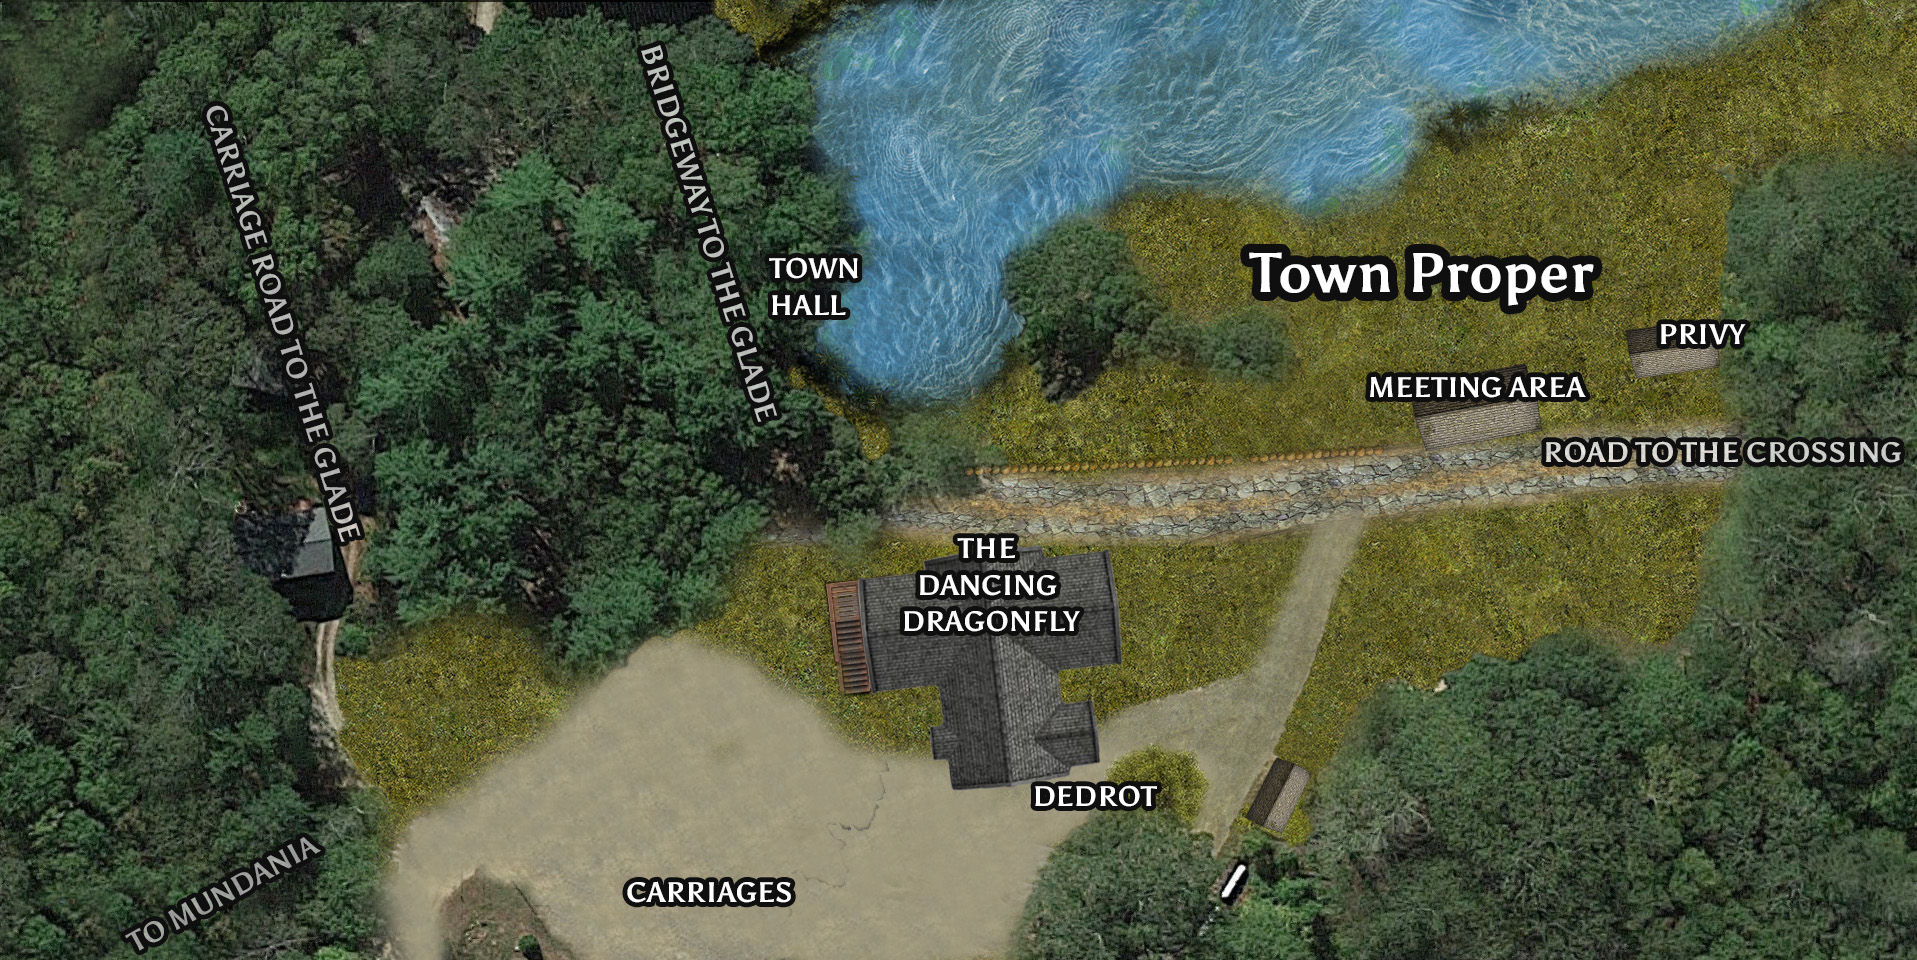 BRIDGEWAY TO THE GLADE
CARRIAGE ROAD TO THE GLADE
TOWN
HALL
Town Proper
PRIVY
MEETING AREA
ROAD TO THE CROSSING
THE
DANCING
DRAGONFLY
DEDROT
CARRIAGES
TO MUNDANIA